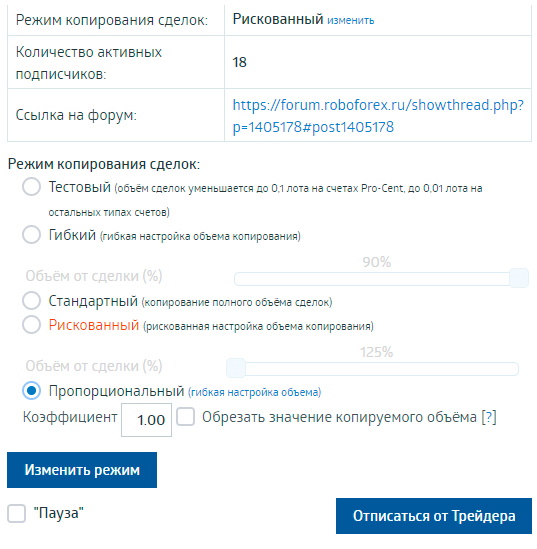 Режим копирования сделок: Рискованный изменить
Количество активных
подписчиков: 18
Ссылка на форум: https://forum.roboforex.ru/showthread.php?
p=1405178#post1405178
Режим копирования сделок:
Тестовый (объём сделок уменьшается до 0,1 лота на счетах Pro-Cent, до 0,01 лота на
остальных типах счетов)
Гибкий (гибкая настройка объема копирования)
90%
Объём от сделки (%)
Стандартный (копирование полного объёма сделок)
Рискованный (рискованная настройка объема копирования)
125%
Объём от сделки (%)
Пропорциональный (гибкая настройка объема)
Коэффициент 1.00 Обрезать значение копируемого объёма [?]
Изменить режим
"Пауза"
Отписаться от Трейдера